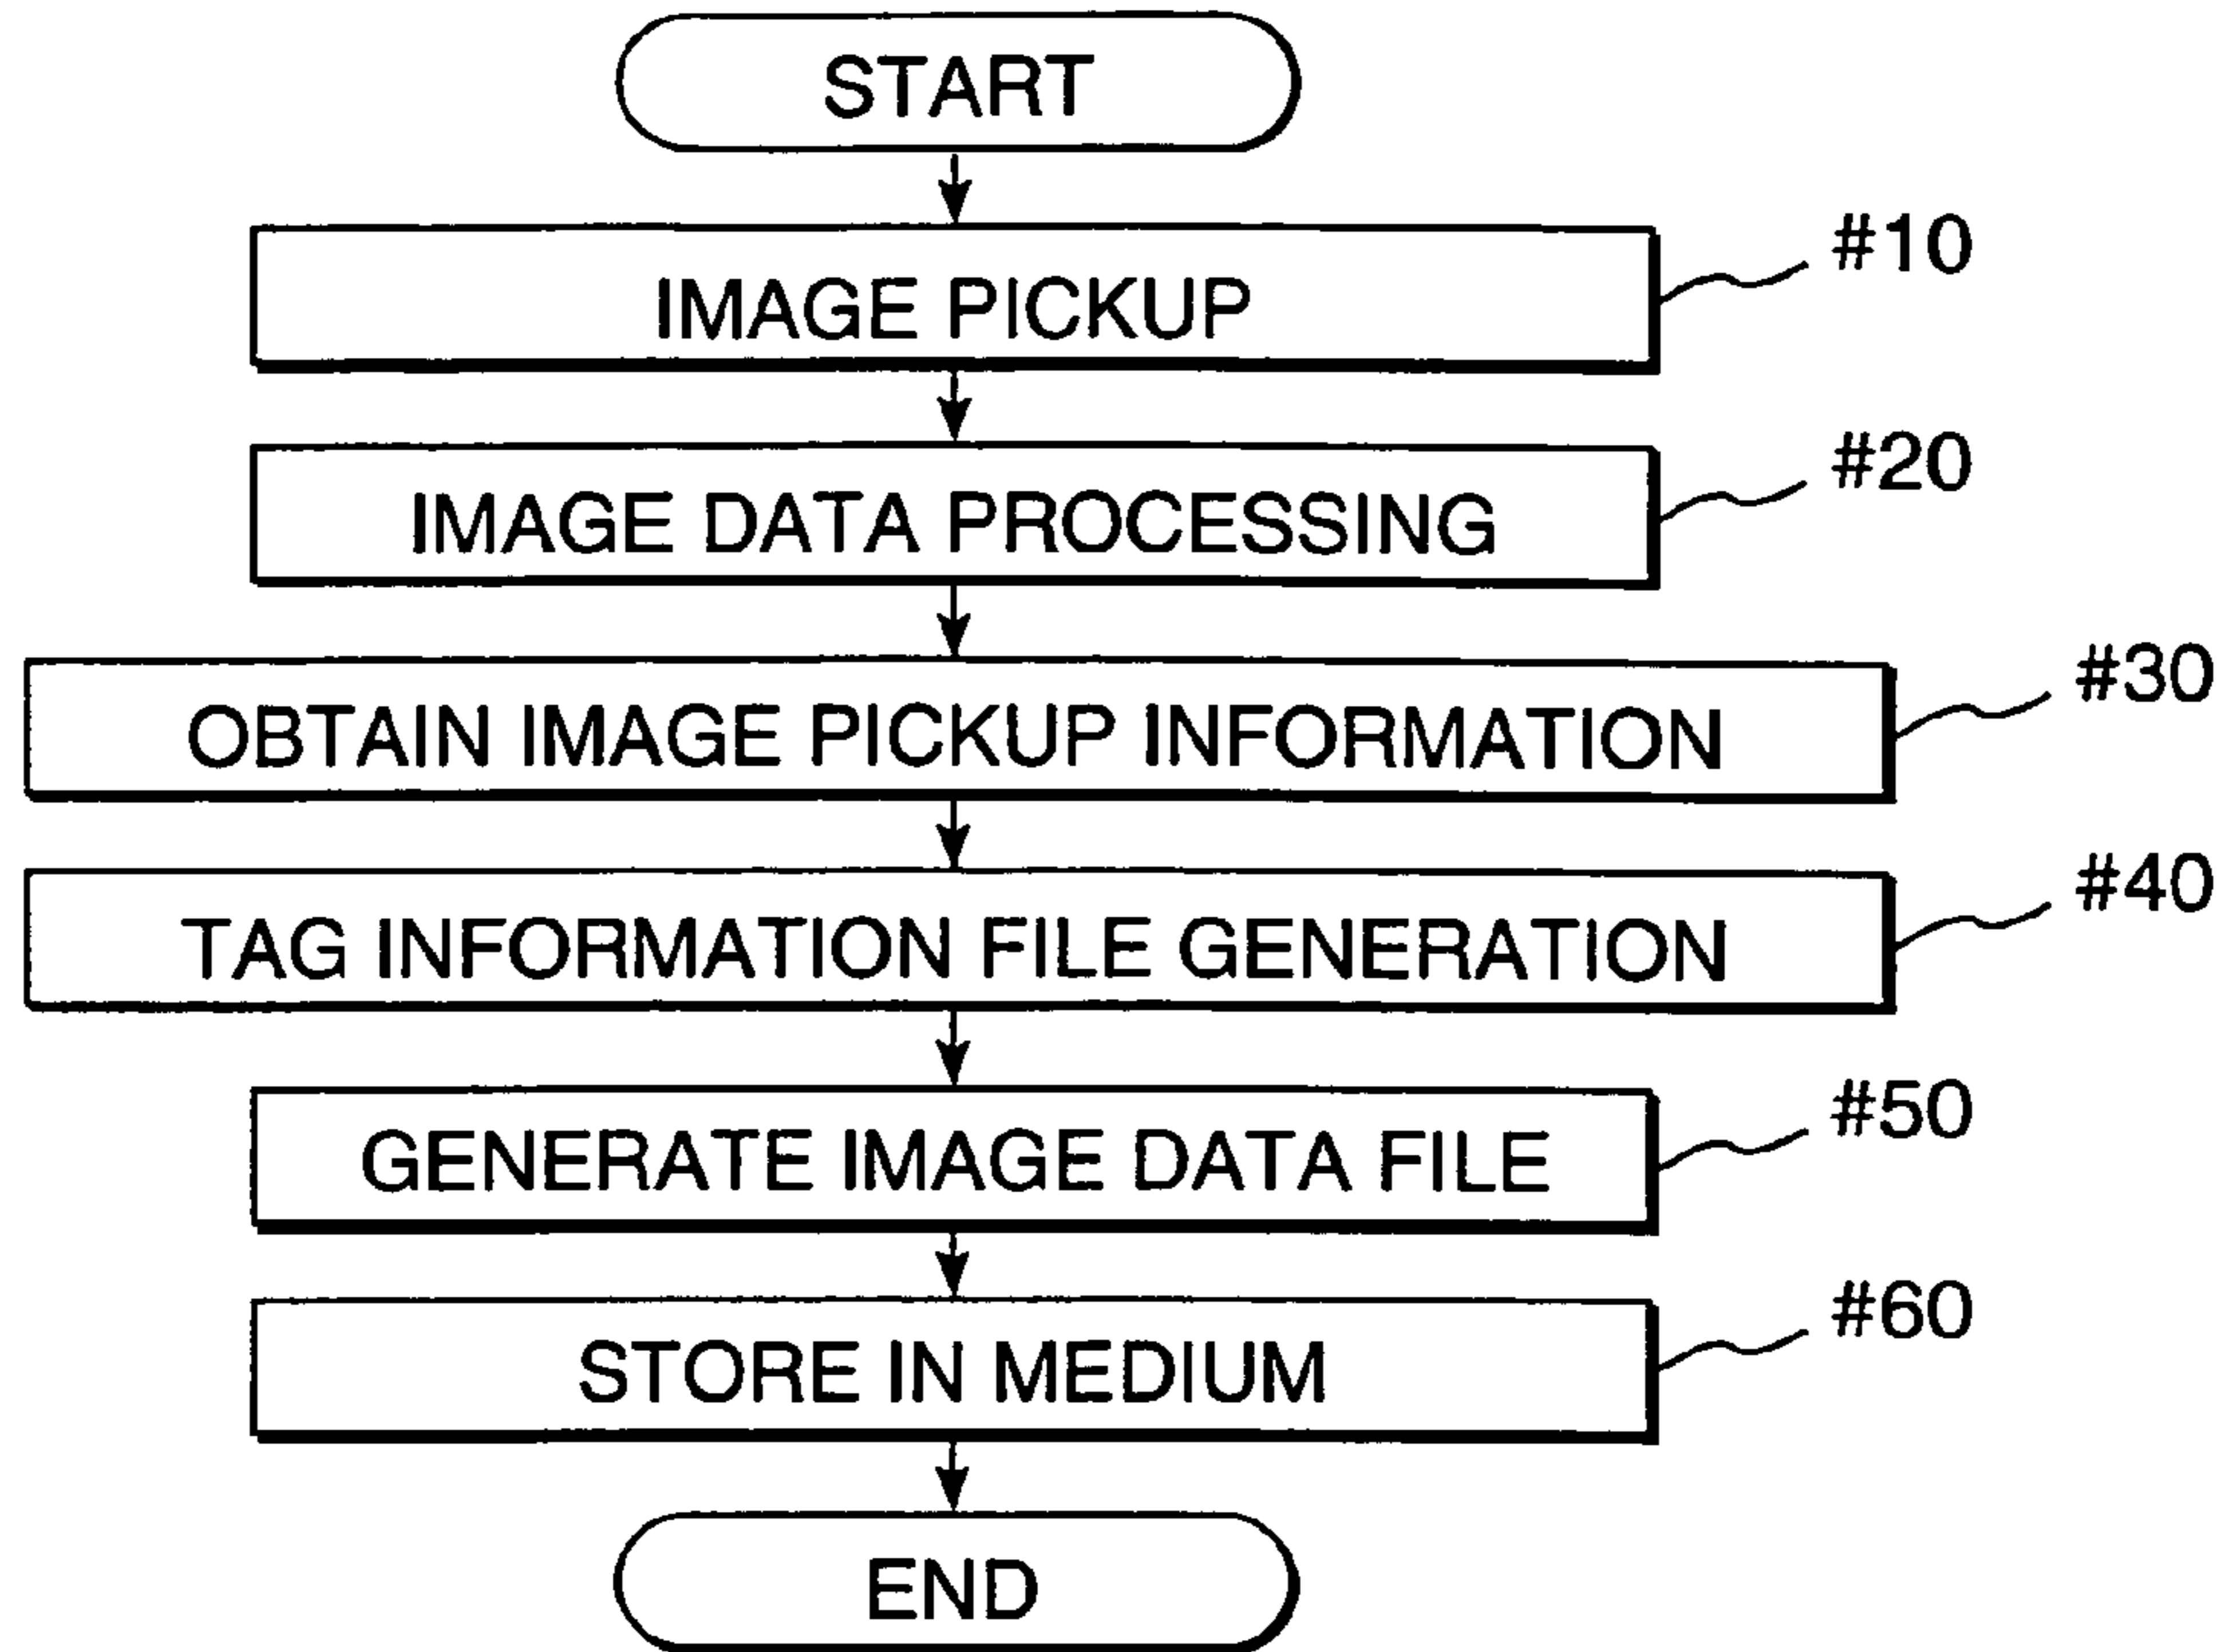 START
IMAGE PICKUP
#10
IMAGE DATA PROCESSING
#20
OBTAIN IMAGE PICKUP INFORMATION
#30
TAG INFORMATION FILE GENERATION
#40
GENERATE IMAGE DATA FILE
#50
STORE IN MEDIUM
#60
END